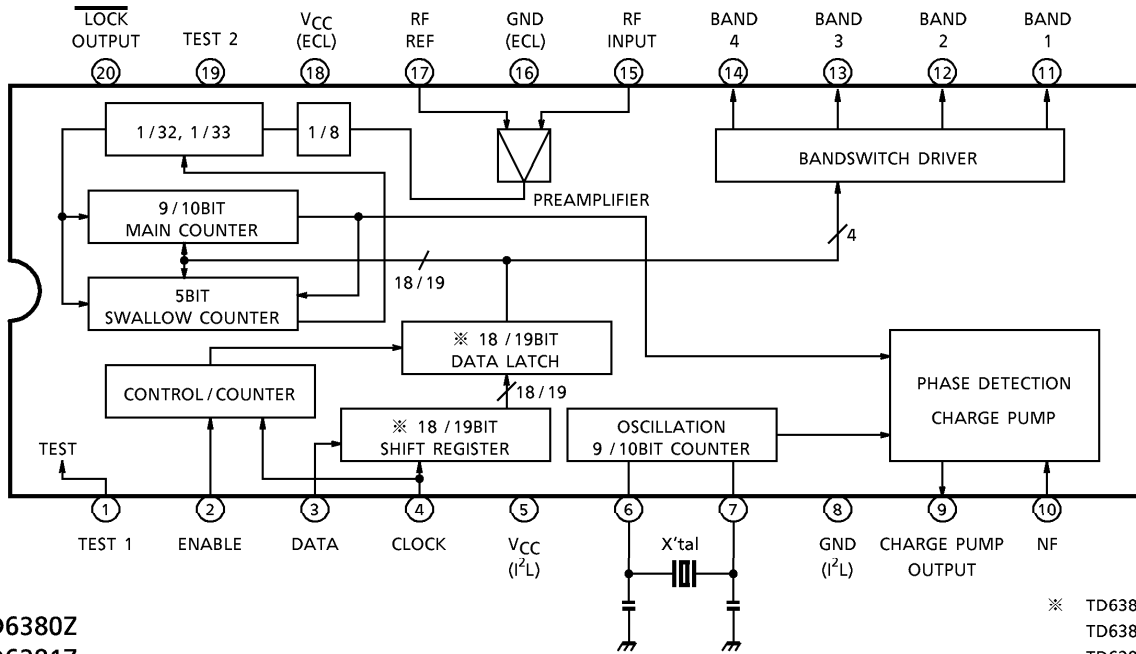 LOCK
OUTPUT
TEST 2
VCC
(ECL)
RF
REF
GND
(ECL)
RF
INPUT
BAND
4
BAND
3
BAND
2
BAND
1
20
19
18
17
16
15
14
13
12
11
1/32, 1/33
1/8
PREAMPLIFIER
BANDSWITCH DRIVER
9/10BIT
MAIN COUNTER
4
18/19
5BIT
SWALLOW COUNTER
※ 18/19BIT
DATA LATCH
18/19
CONTROL/COUNTER
※ 18/19BIT
SHIFT REGISTER
OSCILLATION
9/10BIT COUNTER
PHASE DETECTION
CHARGE PUMP
TEST
1
2
3
4
5
6
7
8
9
10
TEST 1
ENABLE
DATA
CLOCK
VCC
(I²L)
X'tal
GND
(I²L)
CHARGE PUMP
OUTPUT
NF
※ TD638
TD638
6380Z